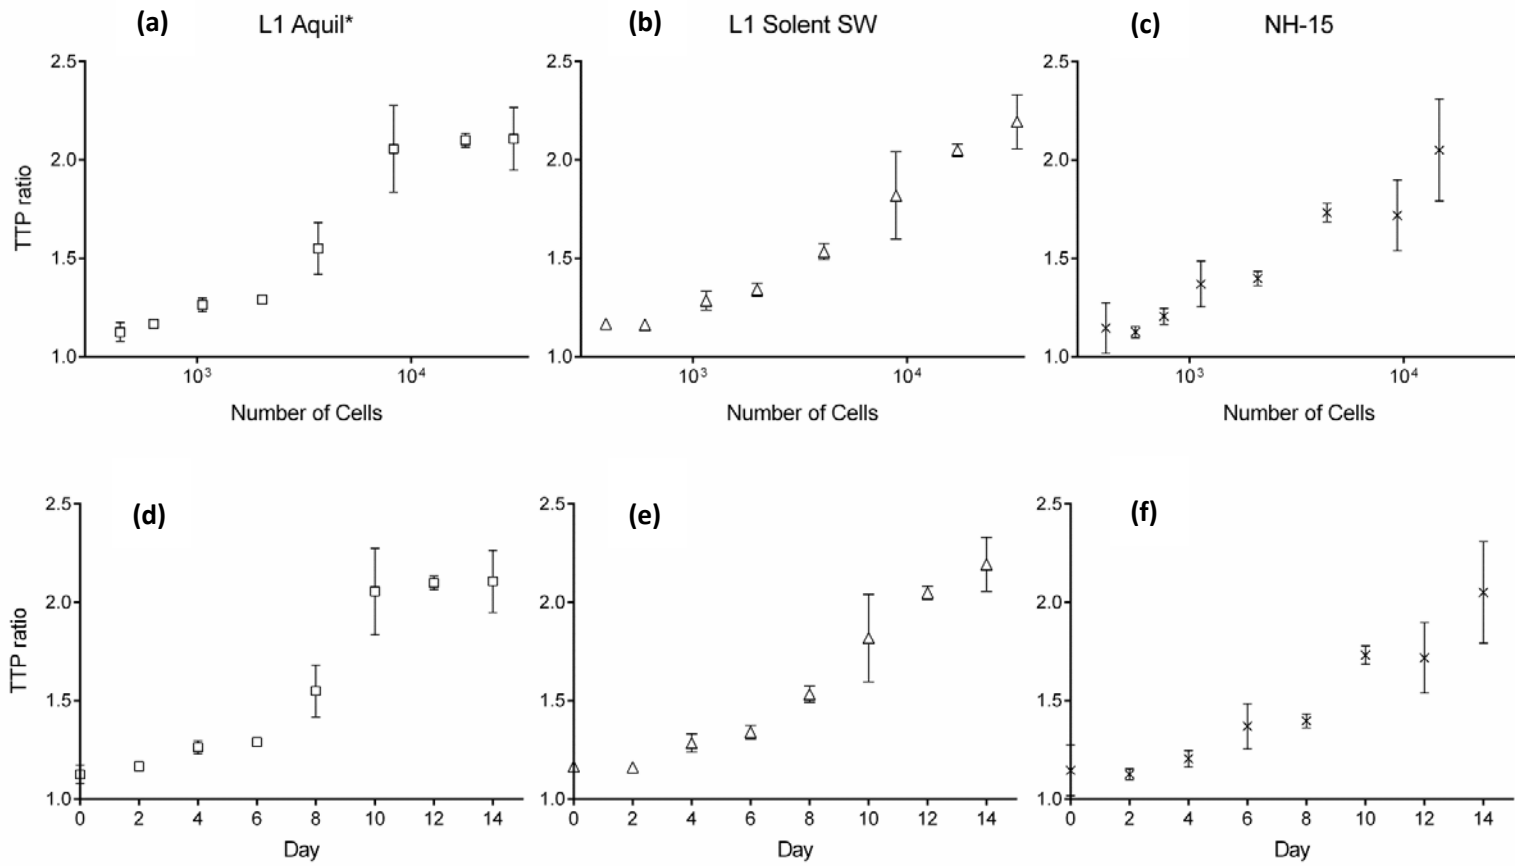 (a) L1 Aquil* (b) L1 Solent SW (c) NH-15
2.5 2.5 2.5
2.0 2.0 2.0
TTP ratio
1.5 1.5 1.5
1.0 1.0 1.0
10³ 10⁴ 10³ 10⁴ 10³ 10⁴
Number of Cells Number of Cells Number of Cells
2.5 2.5 2.5
(d) (e) (f)
2.0 2.0 2.0
TTP ratio
1.5 1.5 1.5
1.0 1.0 1.0
0 2 4 6 8 10 12 14 0 2 4 6 8 10 12 14 0 2 4 6 8 10 12 14
Day Day Day